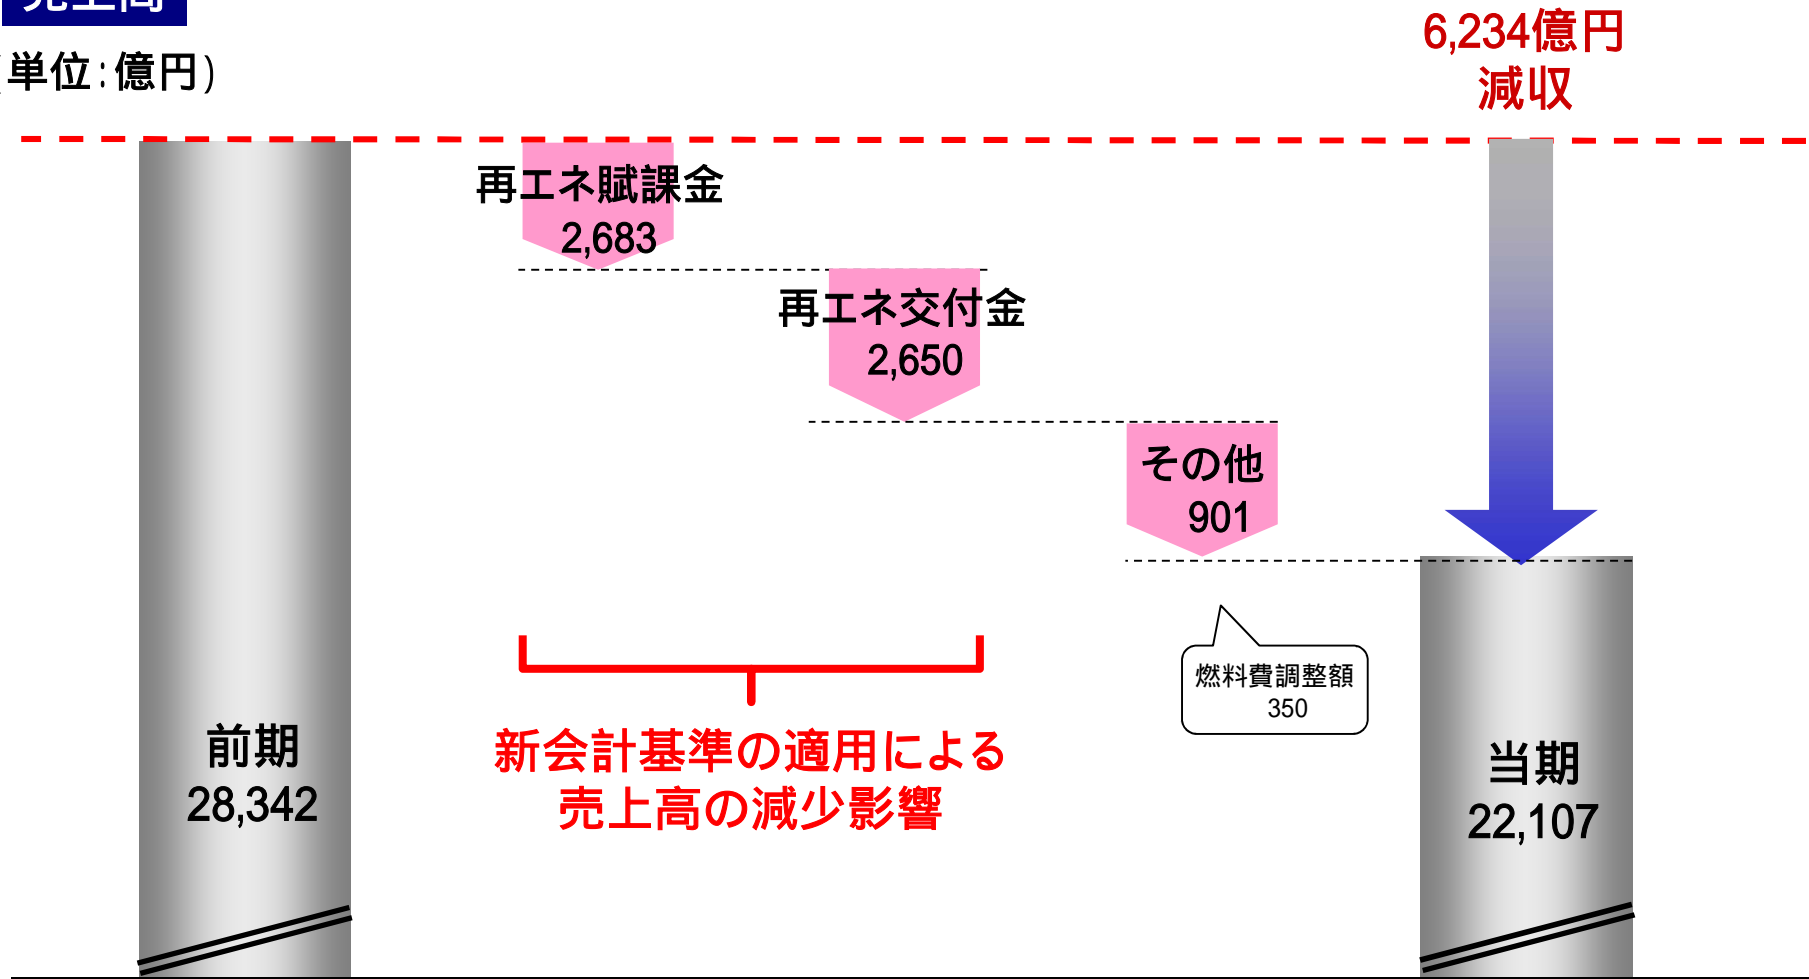 売上高
(単位:億円)
6,234億円
減収
再エネ賦課金
2,683
再エネ交付金
2,650
その他
901
燃料費調整額
350
新会計基準の適用による
売上高の減少影響
前期
28,342
当期
22,107